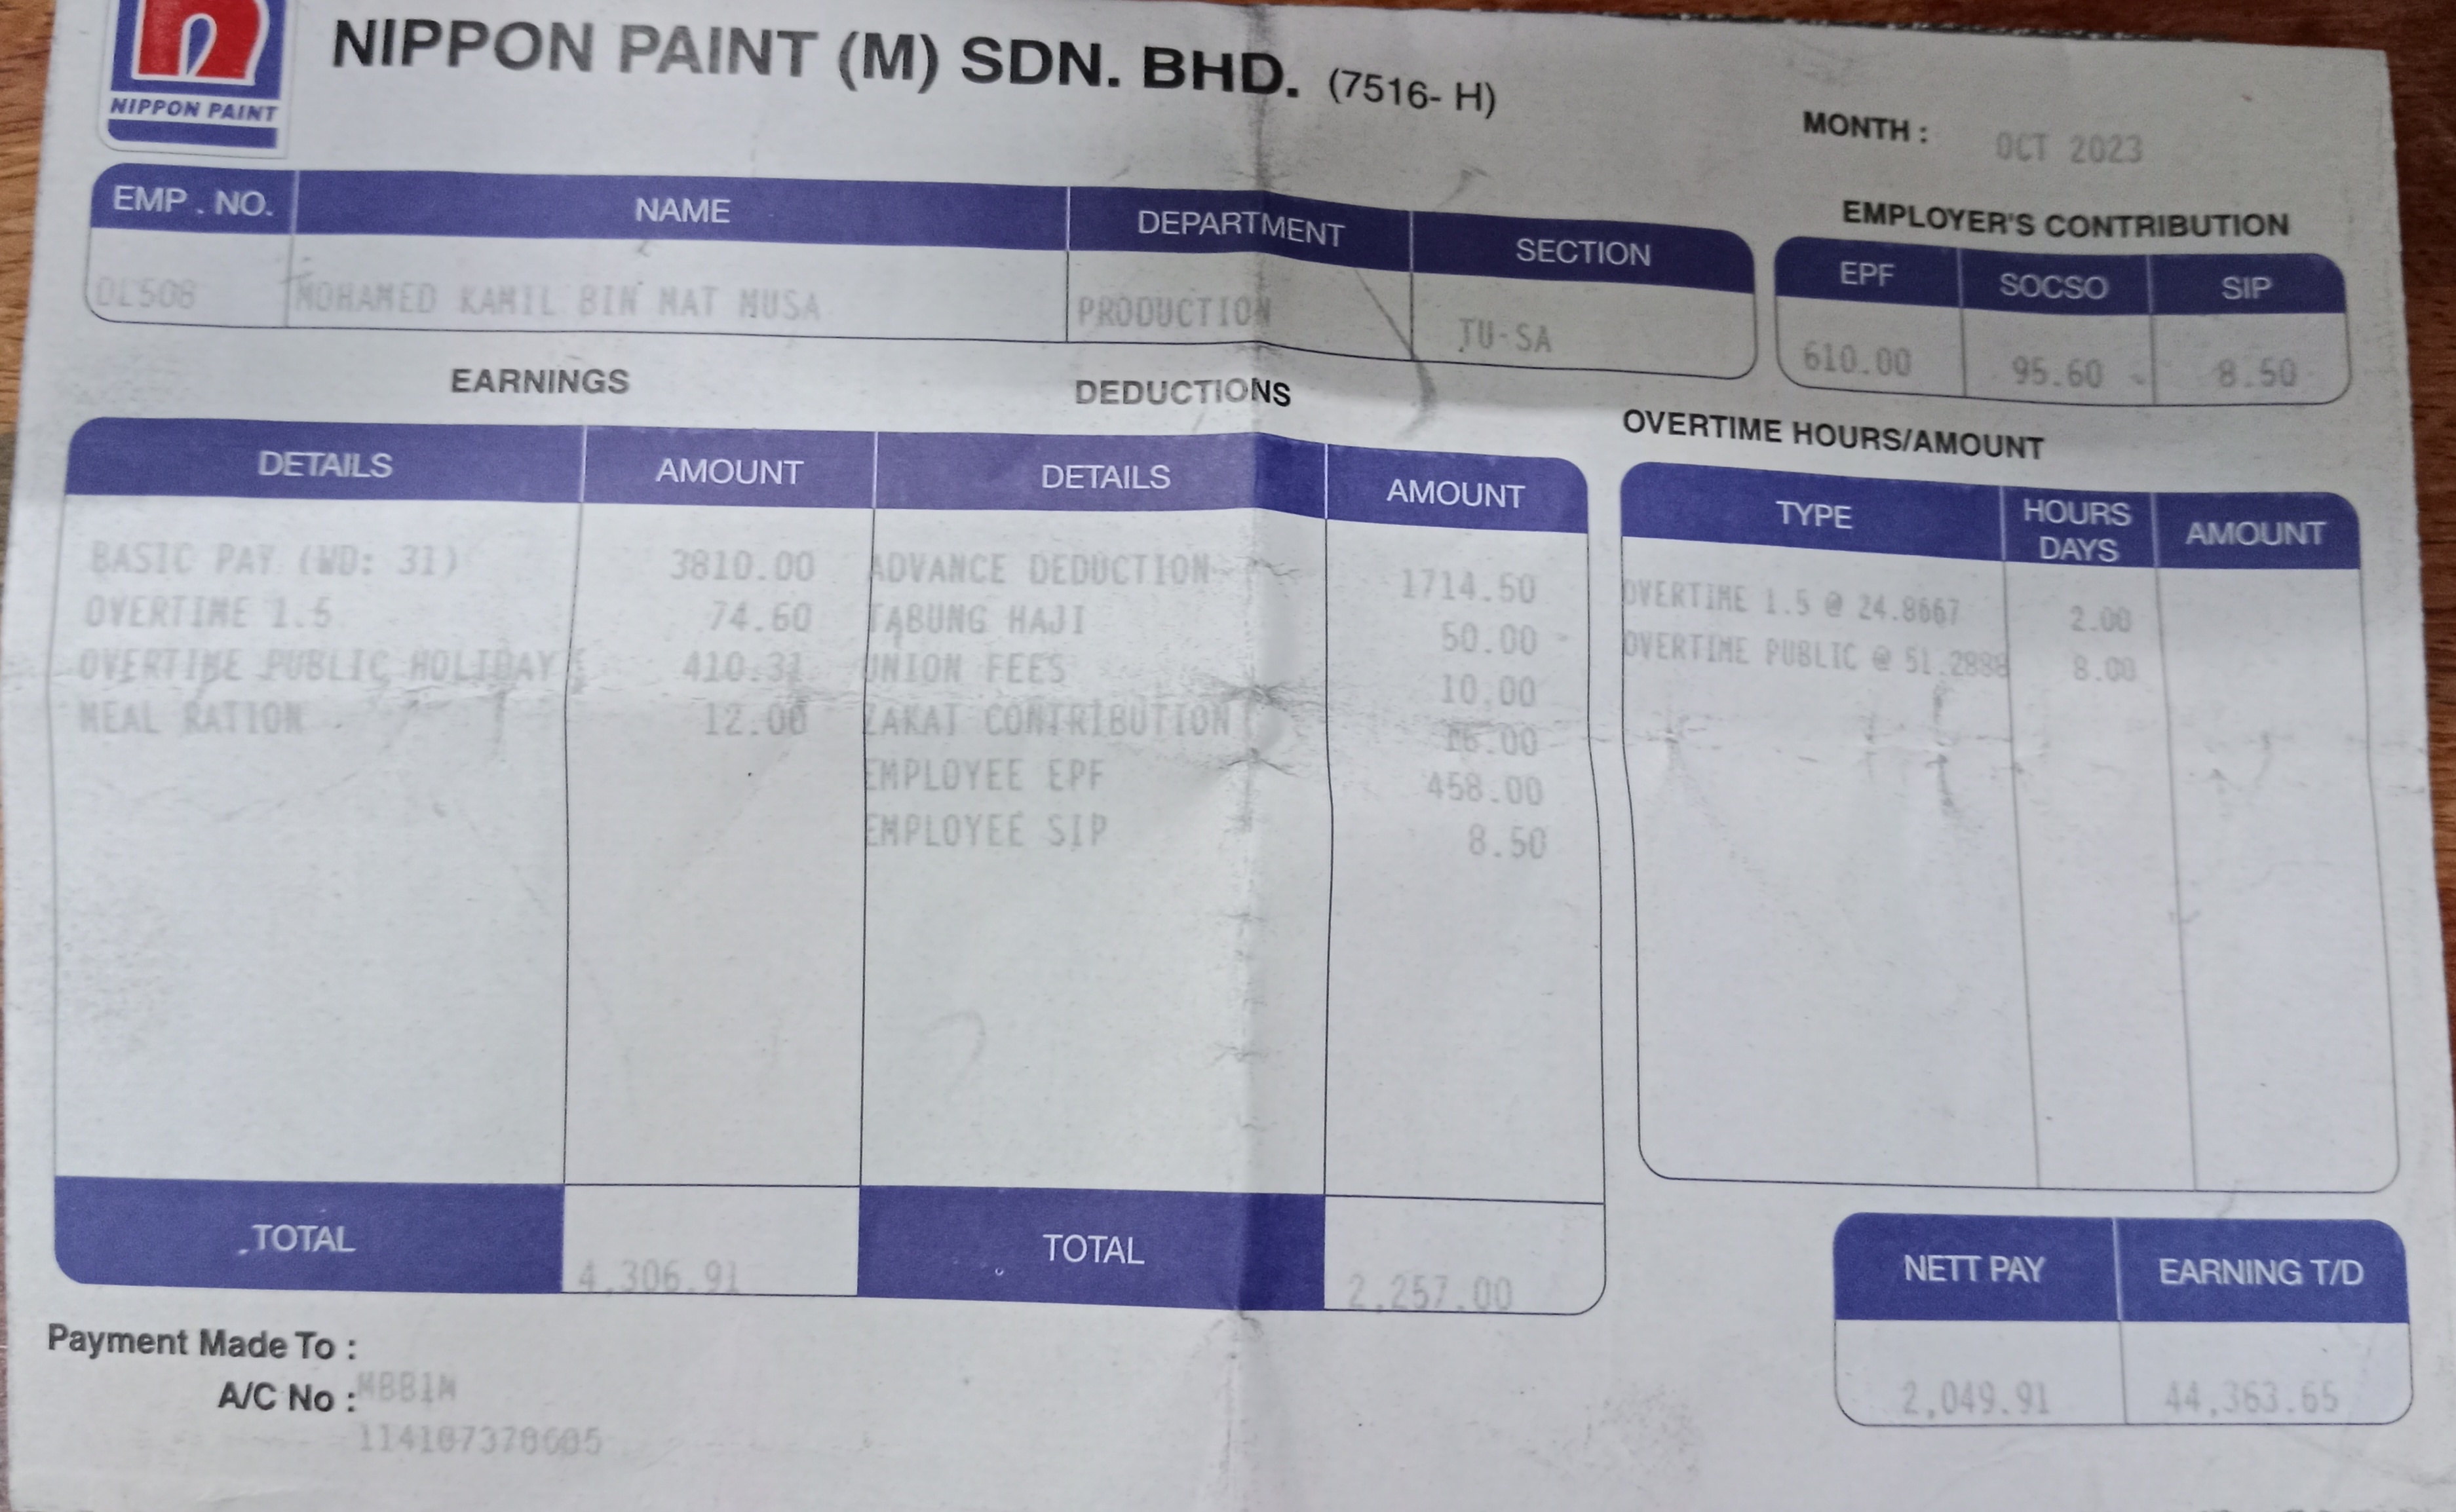 NIPPON PAINT
NIPPON PAINT (M) SDN. BHD. (7516- H)
MONTH : OCT 2023
EMP . NO. NAME DEPARTMENT SECTION
OL508 MOHAMED KAMIL BIN MAT MUSA PRODUCTION TU-SA
EMPLOYER'S CONTRIBUTION
EPF SOCSO SIP
610.00 95.60 8.50
EARNINGS DEDUCTIONS
DETAILS AMOUNT DETAILS AMOUNT
BASIC PAY (WD: 31) 3810.00 ADVANCE DEDUCTION 1714.50
OVERTIME 1.5 74.60 TABUNG HAJI 50.00
OVERTIME PUBLIC HOLIDAY 410.31 UNION FEES 10.00
MEAL RATION 12.00 ZAKAT CONTRIBUTION 16.00
EMPLOYEE EPF 458.00
EMPLOYEE SIP 8.50
TOTAL 4,306.91 TOTAL 2,257.00
OVERTIME HOURS/AMOUNT
TYPE HOURS DAYS AMOUNT
OVERTIME 1.5 @ 24.8667 2.00
OVERTIME PUBLIC @ 51.2888 8.00
NETT PAY EARNING T/D
2,049.91 44,363.65
Payment Made To :
A/C No : MBB1M